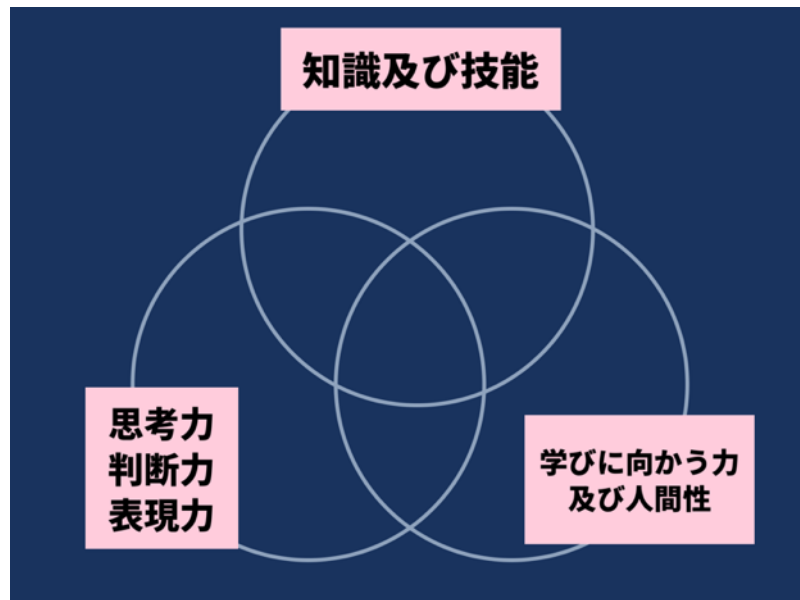 知識及び技能
思考力
判断力
表現力
学びに向かう力
及び人間性